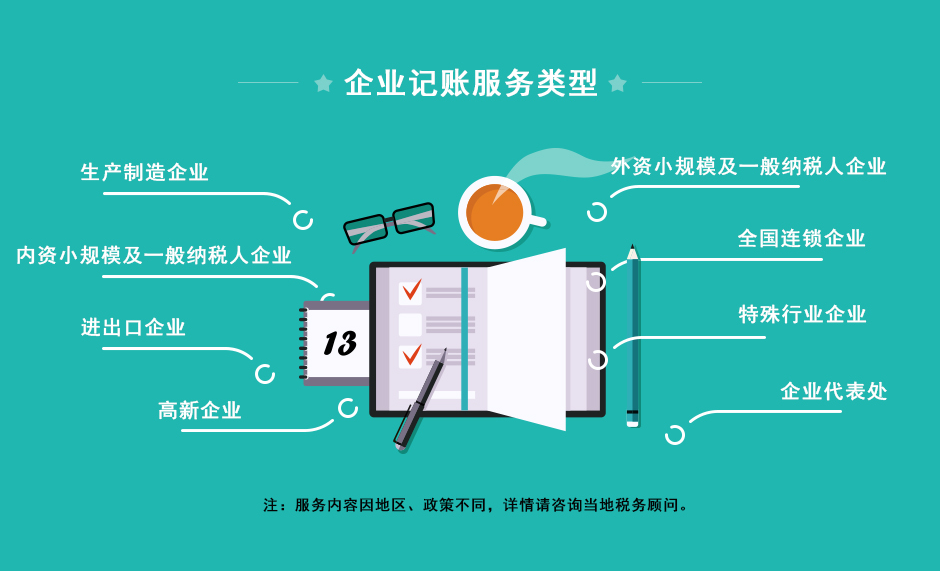 企业记账服务类型
生产制造企业
内资小规模及一般纳税人企业
进出口企业
高新企业
外资小规模及一般纳税人企业
全国连锁企业
特殊行业企业
企业代表处
13
注：服务内容因地区、政策不同，详情请咨询当地税务顾问。